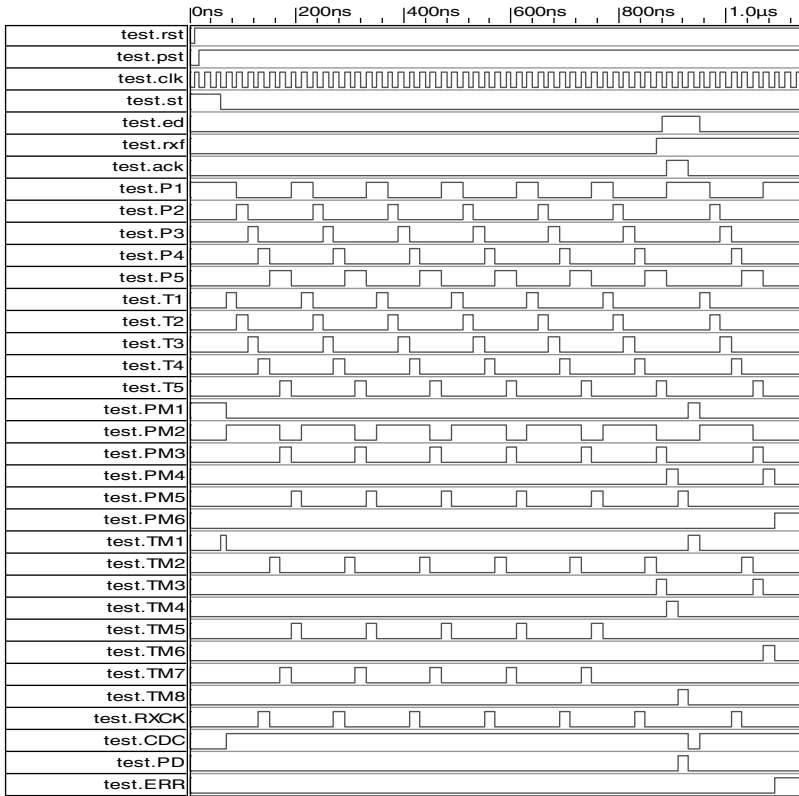 0ns 200ns 400ns 600ns 800ns 1.0µs
test.rst
test.pst
test.clk
test.st
test.ed
test.rxf
test.ack
test.P1
test.P2
test.P3
test.P4
test.P5
test.T1
test.T2
test.T3
test.T4
test.T5
test.PM1
test.PM2
test.PM3
test.PM4
test.PM5
test.PM6
test.TM1
test.TM2
test.TM3
test.TM4
test.TM5
test.TM6
test.TM7
test.TM8
test.RXCK
test.CDC
test.PD
test.ERR